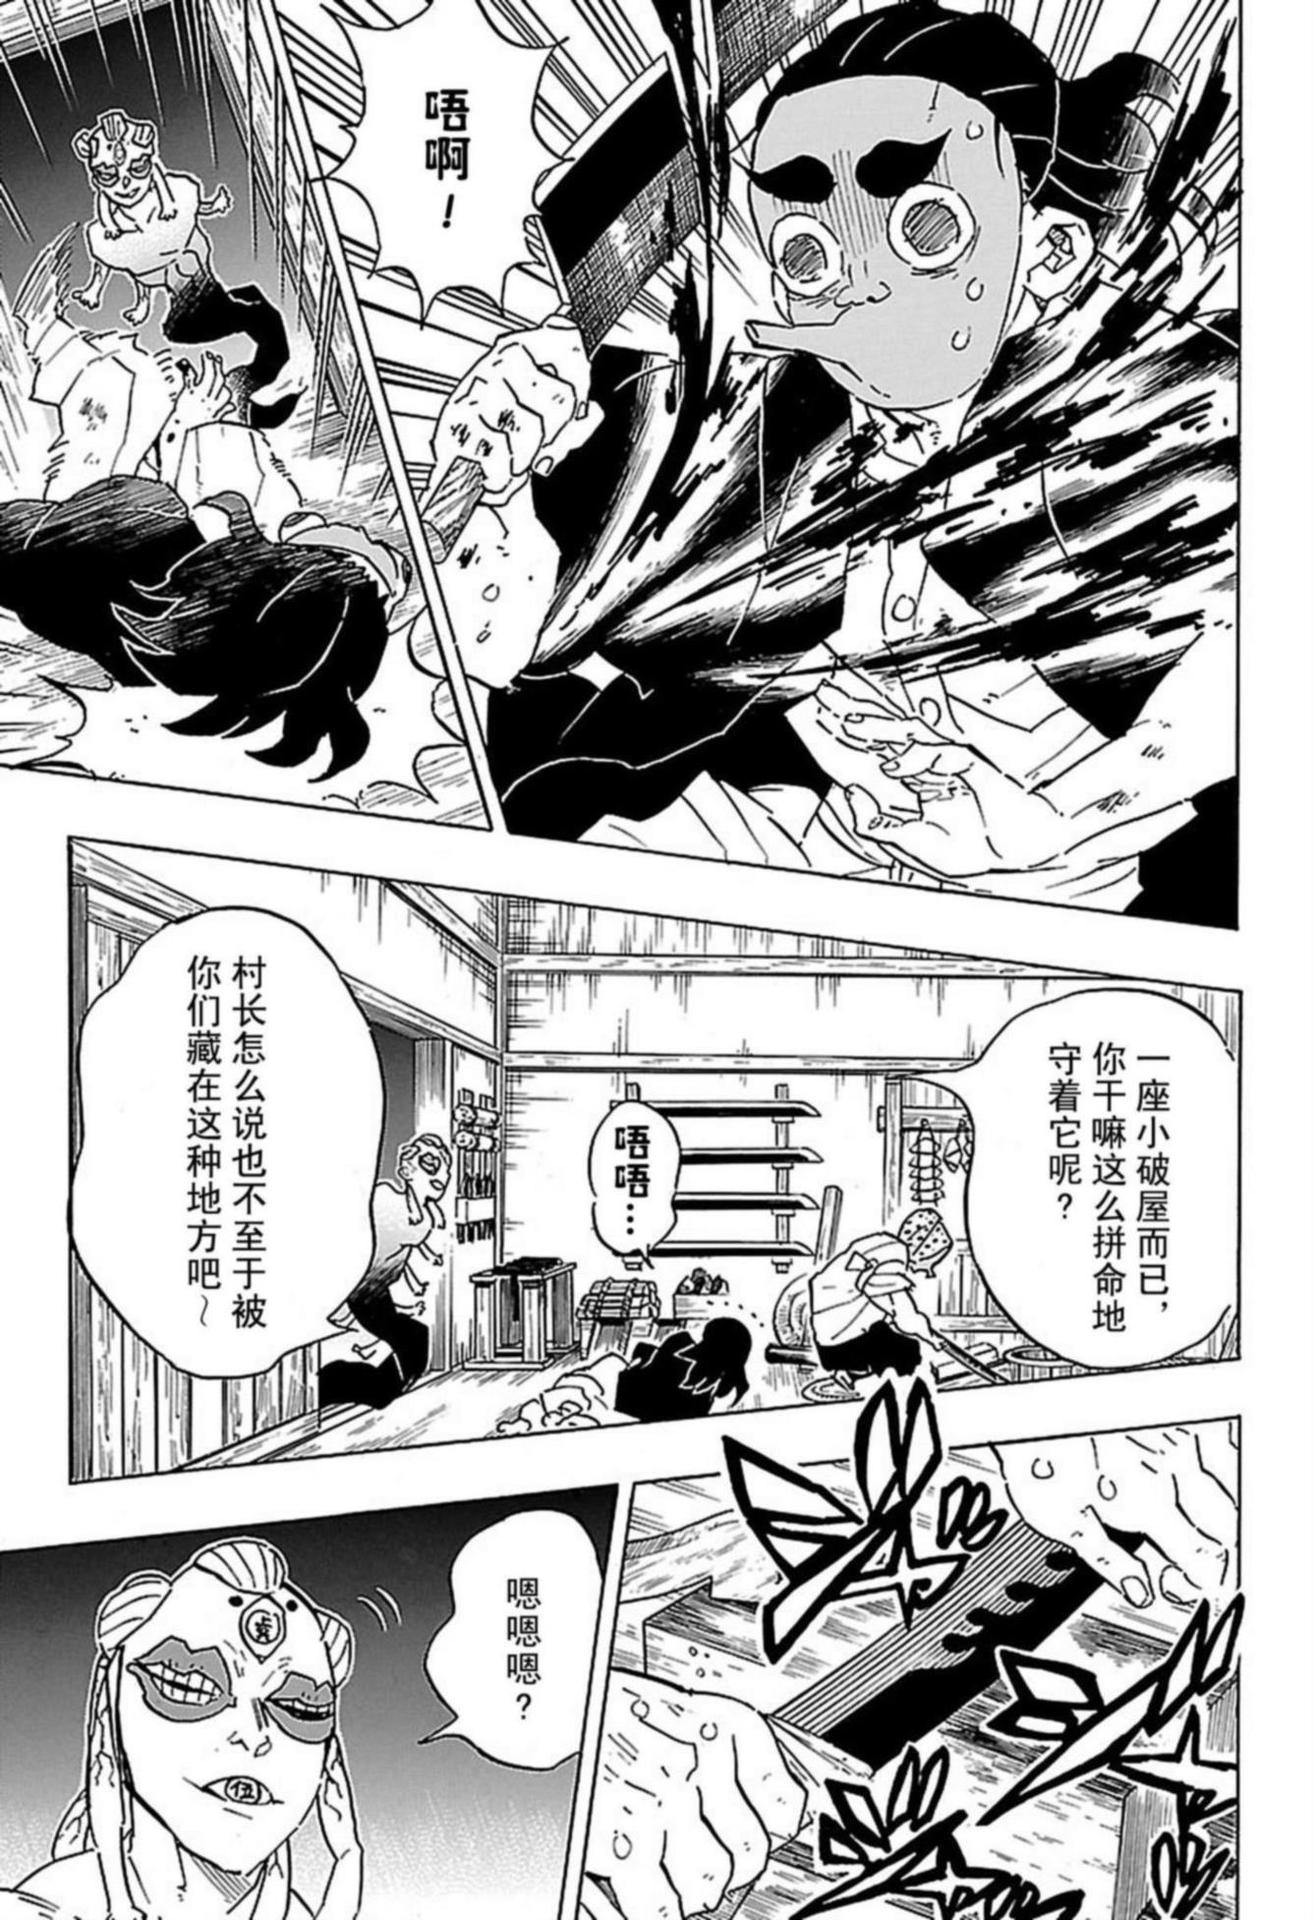 唔啊！
一座小破屋而已，
你干嘛这么拼命地
守着它呢？
唔唔…
村长怎么说也不至于被
你们藏在这种地方吧～
嗯嗯嗯？
伍